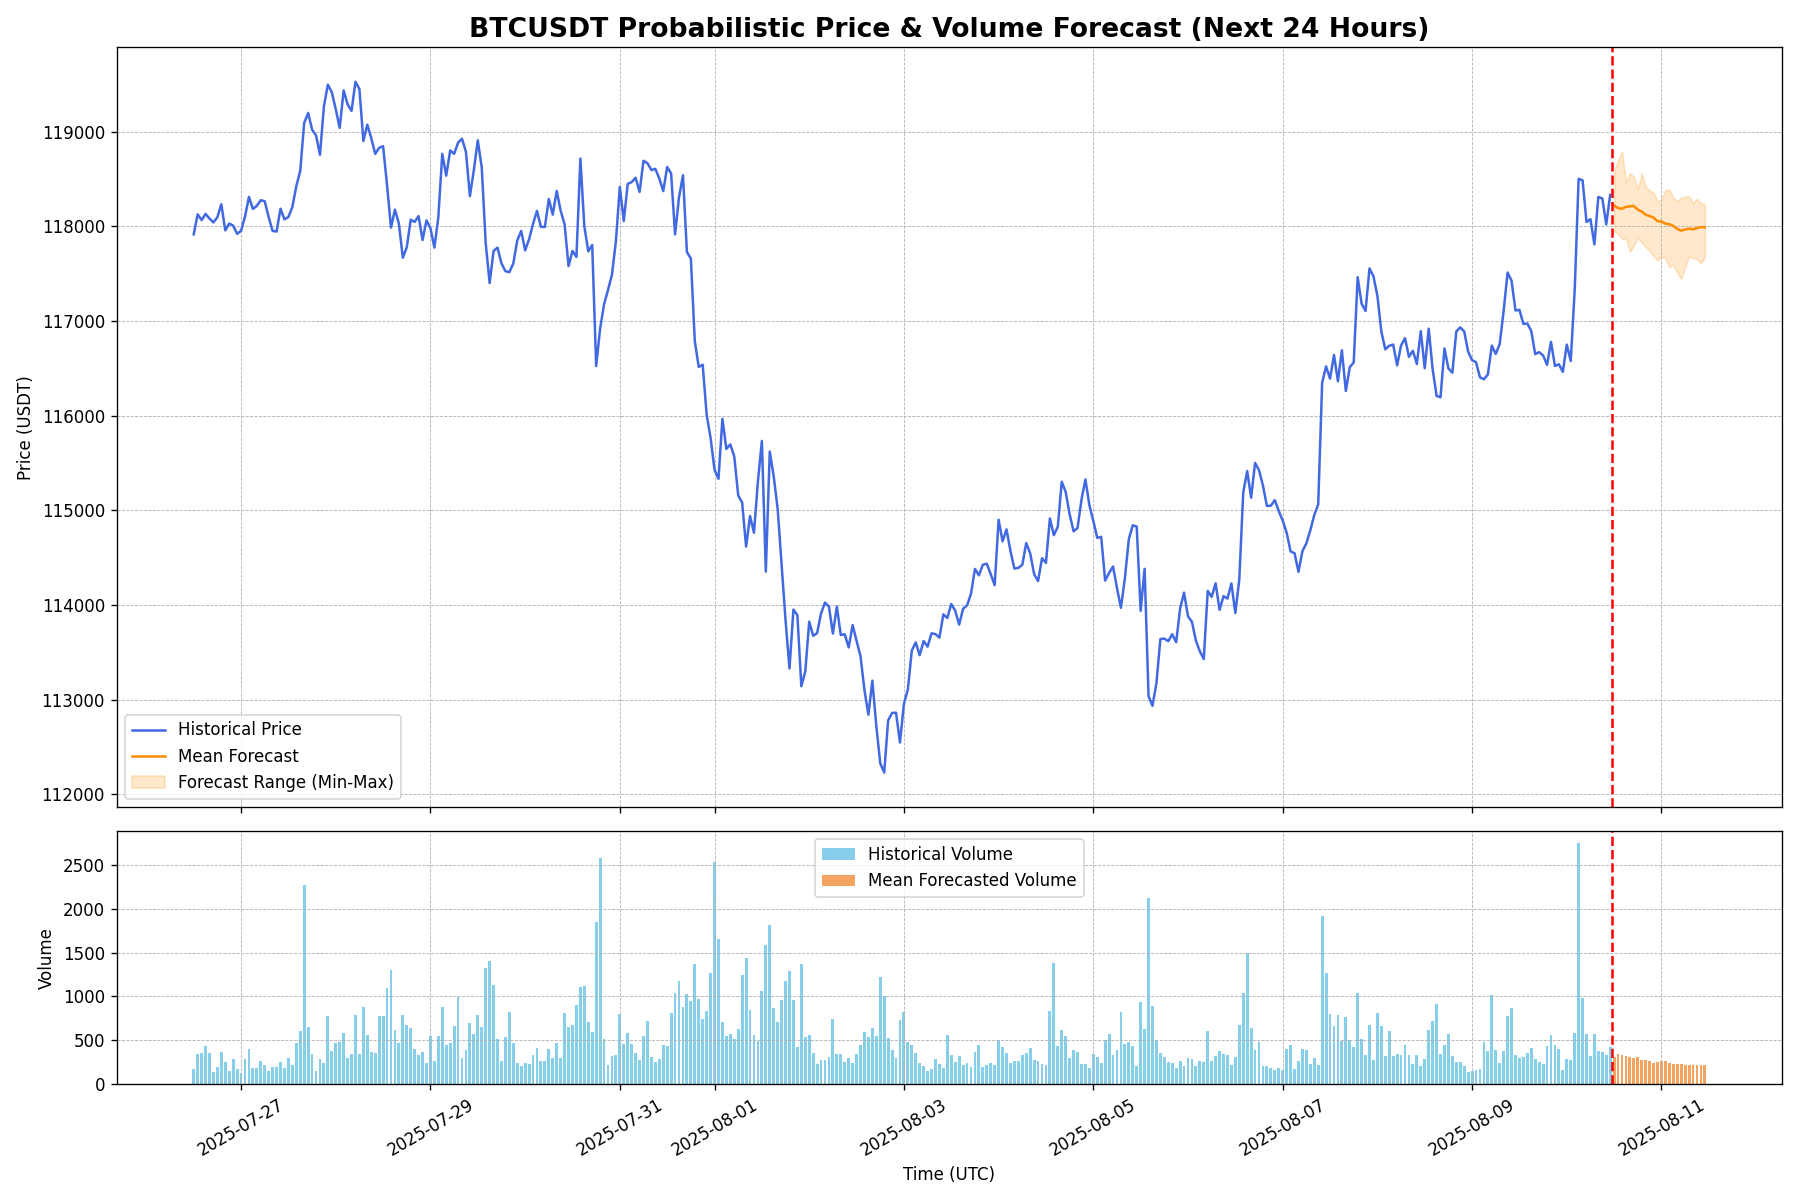 BTCUSDT Probabilistic Price & Volume Forecast (Next 24 Hours)
119000
118000
117000
116000
115000
114000
113000
112000
Price (USDT)
Historical Price
Mean Forecast
Forecast Range (Min-Max)
2500
2000
1500
1000
500
0
Volume
Historical Volume
Mean Forecasted Volume
2025-07-27
2025-07-29
2025-07-31
2025-08-01
2025-08-03
2025-08-05
2025-08-07
2025-08-09
2025-08-11
Time (UTC)